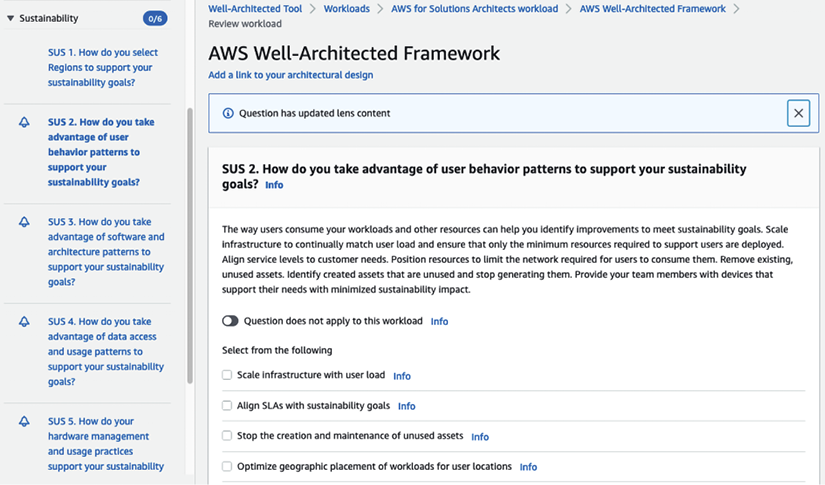 Sustainability 0/6
SUS 1. How do you select
Regions to support your
sustainability goals?
SUS 2. How do you take
advantage of user
behavior patterns to
support your
sustainability goals?
SUS 3. How do you take
advantage of software and
architecture patterns to
support your sustainability
goals?
SUS 4. How do you take
advantage of data access
and usage patterns to
support your sustainability
goals?
SUS 5. How do your
hardware management
and usage practices
support your sustainability
Well-Architected Tool > Workloads > AWS for Solutions Architects workload > AWS Well-Architected Framework >
Review workload
AWS Well-Architected Framework
Add a link to your architectural design
Question has updated lens content
SUS 2. How do you take advantage of user behavior patterns to support your sustainability
goals? Info
The way users consume your workloads and other resources can help you identify improvements to meet sustainability goals. Scale
infrastructure to continually match user load and ensure that only the minimum resources required to support users are deployed.
Align service levels to customer needs. Position resources to limit the network required for users to consume them. Remove existing,
unused assets. Identify created assets that are unused and stop generating them. Provide your team members with devices that
support their needs with minimized sustainability impact.
Question does not apply to this workload Info
Select from the following
Scale infrastructure with user load Info
Align SLAs with sustainability goals Info
Stop the creation and maintenance of unused assets Info
Optimize geographic placement of workloads for user locations Info